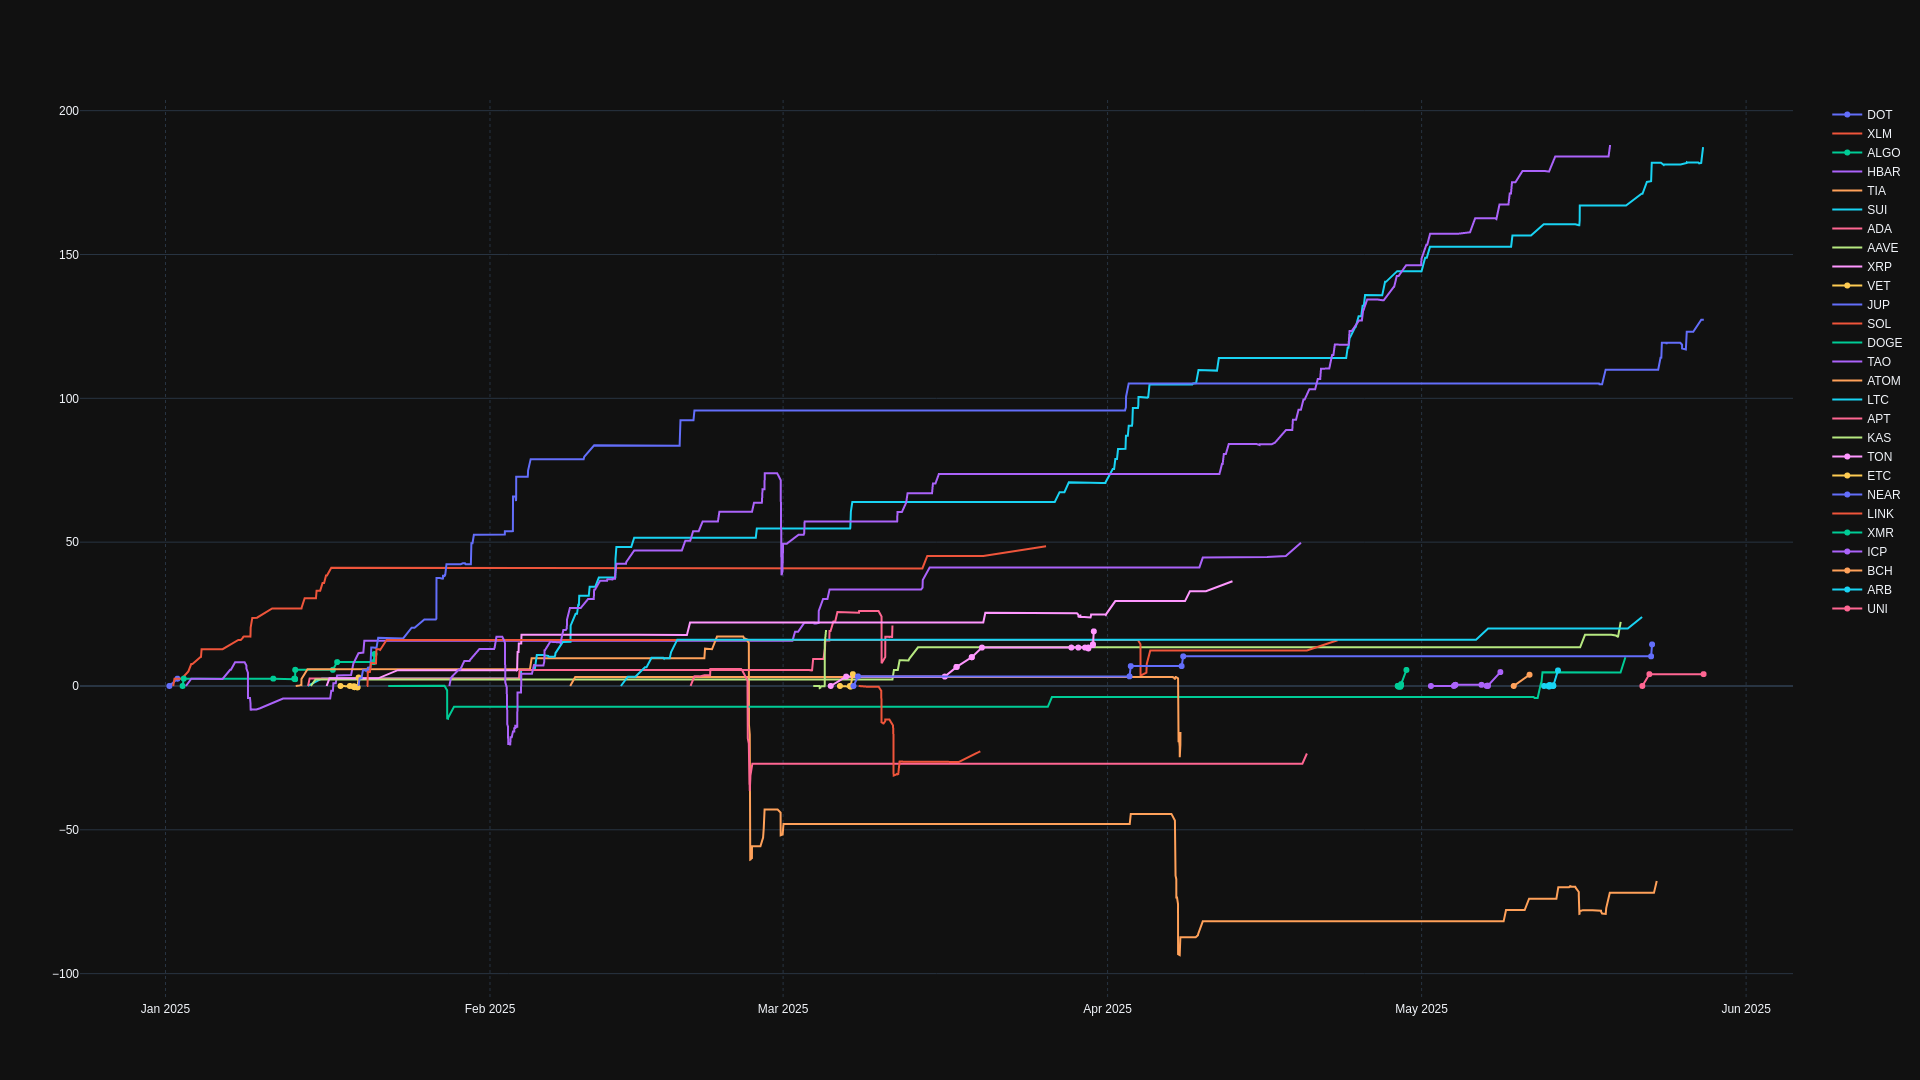 200
150
100
50
0
−50
−100
Jan 2025
Feb 2025
Mar 2025
Apr 2025
May 2025
Jun 2025
DOT
XLM
ALGO
HBAR
TIA
SUI
ADA
AAVE
XRP
VET
JUP
SOL
DOGE
TAO
ATOM
LTC
APT
KAS
TON
ETC
NEAR
LINK
XMR
ICP
BCH
ARB
UNI